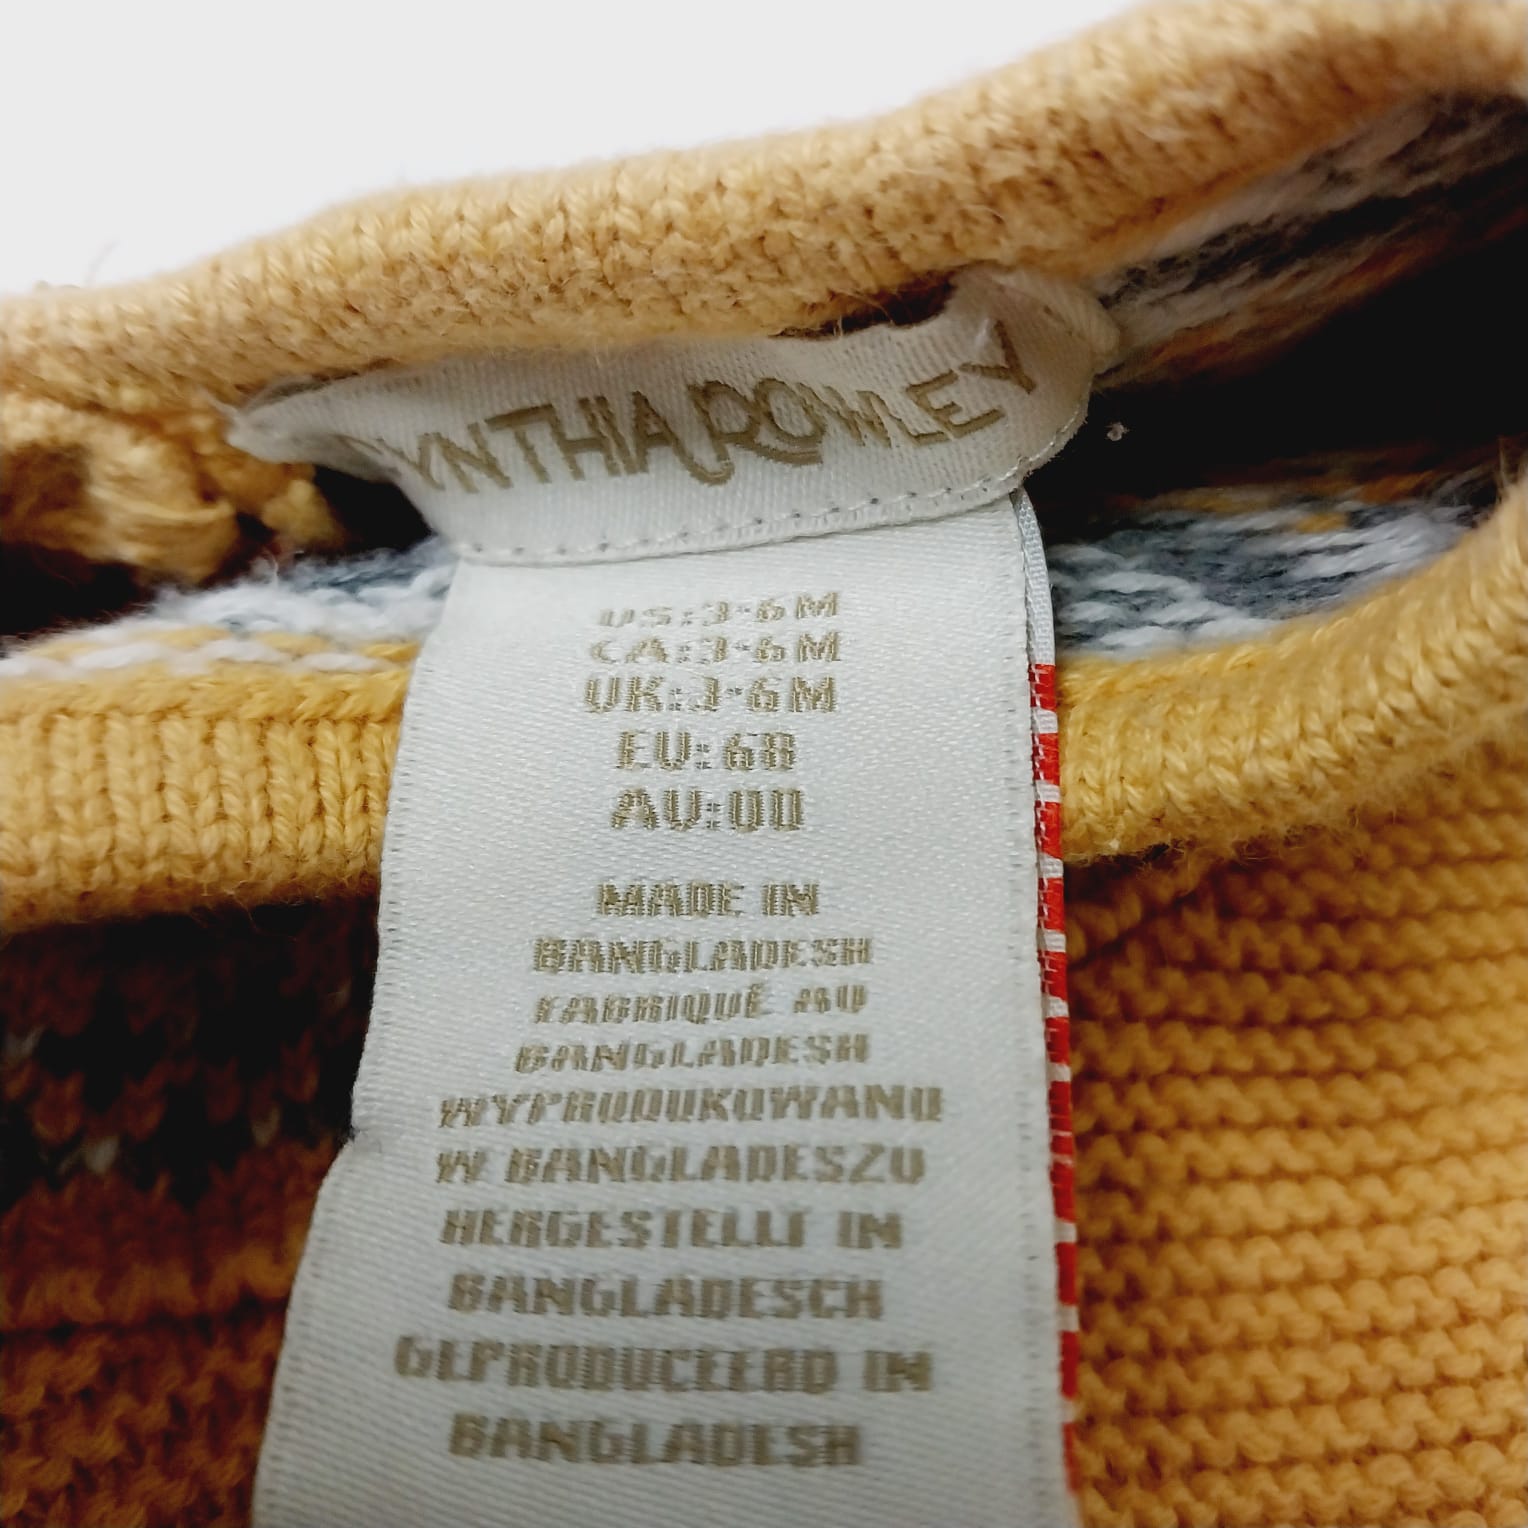 CYNTHIA ROWLEY
US:3-6M
CA:3-6M
UK:3-6M
EU:68
AU:00
MADE IN
BANGLADESH
FABRIQUÉ AU
BANGLADESH
WYPRODUKOWANO
W BANGLADESZU
HERGESTELLT IN
BANGLADESCH
GEPRODUCEERD IN
BANGLADESH